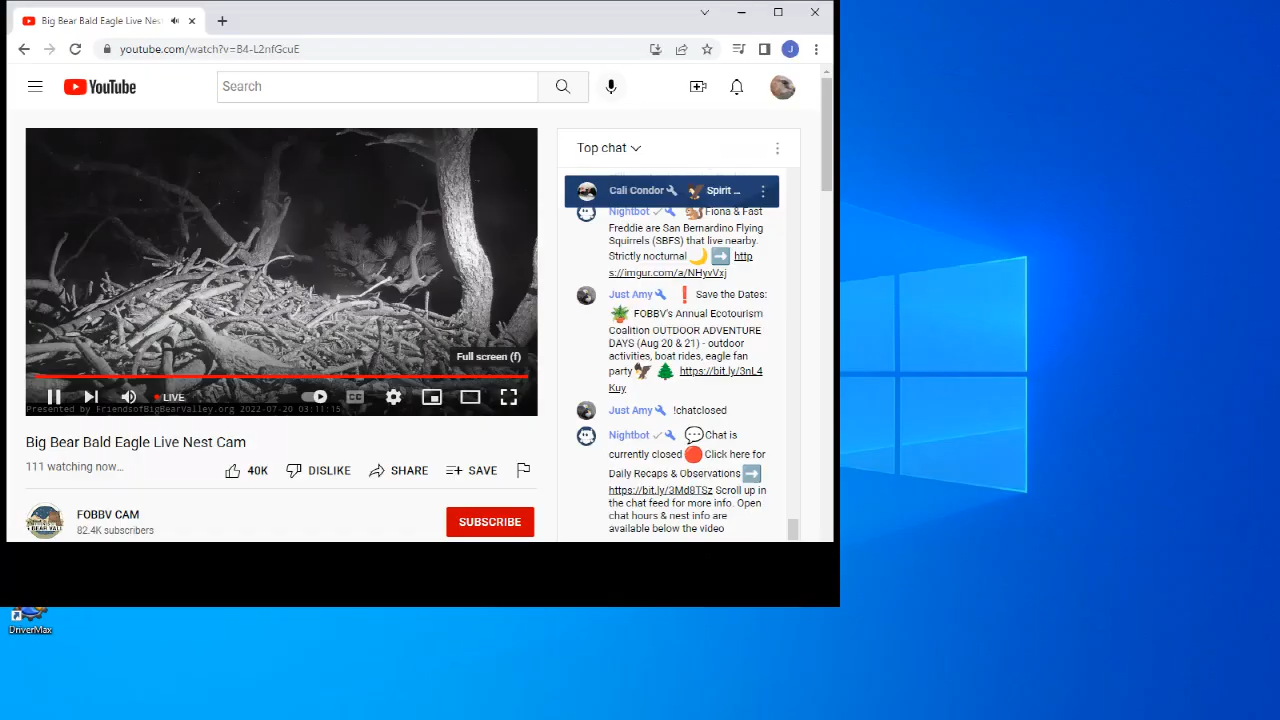 Big Bear Bald Eagle Live Nest
youtube.com/watch?v=B4-L2nfGcuE
J
YouTube
Search
Top chat
Cali Condor Spirit ...
Nightbot Fiona & Fast
Freddie are San Bernardino Flying
Squirrels (SBFS) that live nearby.
Strictly nocturnal 🌙 ➡️ http
s://imgur.com/a/NHyvVxj
Just Amy ❗ Save the Dates:
FOBBV's Annual Ecotourism
Coalition OUTDOOR ADVENTURE
DAYS (Aug 20 & 21) - outdoor
activities, boat rides, eagle fan
party https://bit.ly/3nL4
Kuy
Just Amy !chatclosed
Nightbot Chat is
currently closed Click here for
Daily Recaps & Observations
https://bit.ly/3Md8TSz Scroll up in
the chat feed for more info. Open
chat hours & nest info are
available below the video
Full screen (f)
LIVE
CC
Presented by FriendsofBigBearValley.org 2022-07-20 03:11:15
Big Bear Bald Eagle Live Nest Cam
111 watching now...
40K
DISLIKE
SHARE
SAVE
FOBBV CAM
82.4K subscribers
SUBSCRIBE
DriverMax